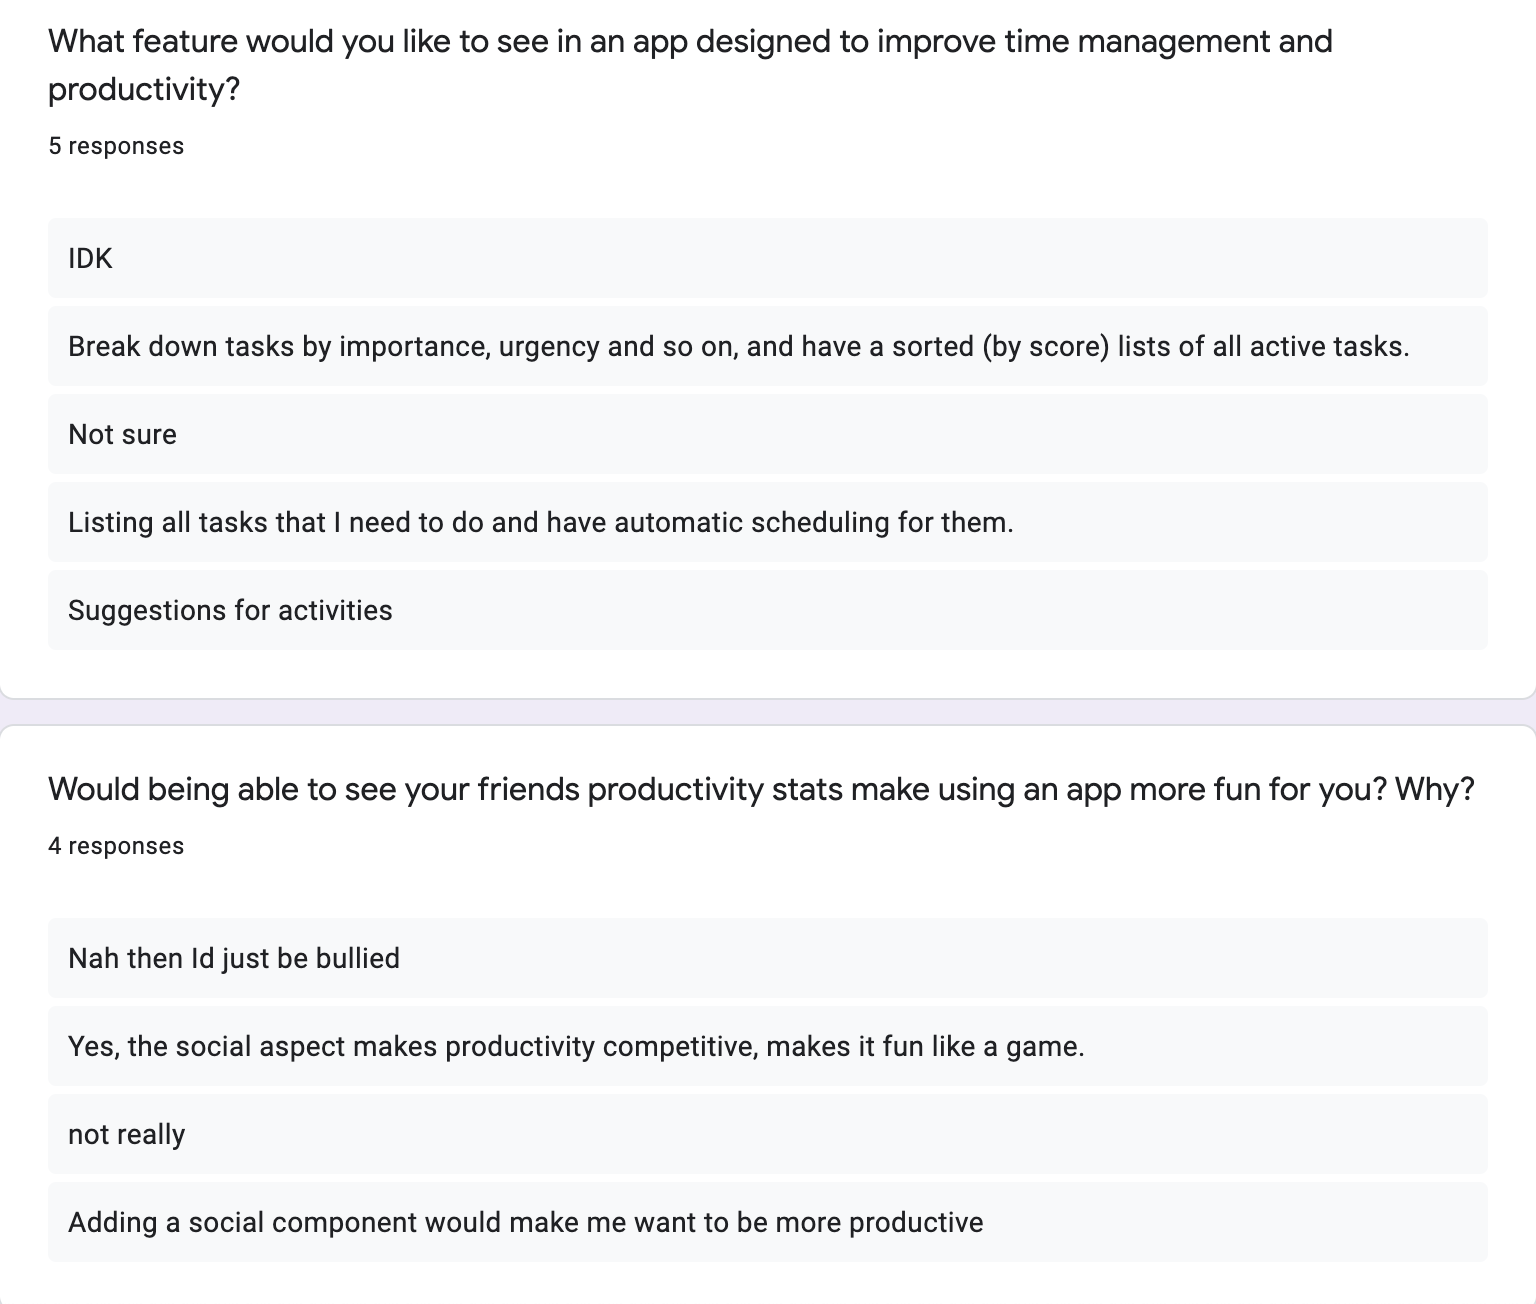 What feature would you like to see in an app designed to improve time management and
productivity?
5 responses
IDK
Break down tasks by importance, urgency and so on, and have a sorted (by score) lists of all active tasks.
Not sure
Listing all tasks that I need to do and have automatic scheduling for them.
Suggestions for activities
Would being able to see your friends productivity stats make using an app more fun for you? Why?
4 responses
Nah then Id just be bullied
Yes, the social aspect makes productivity competitive, makes it fun like a game.
not really
Adding a social component would make me want to be more productive